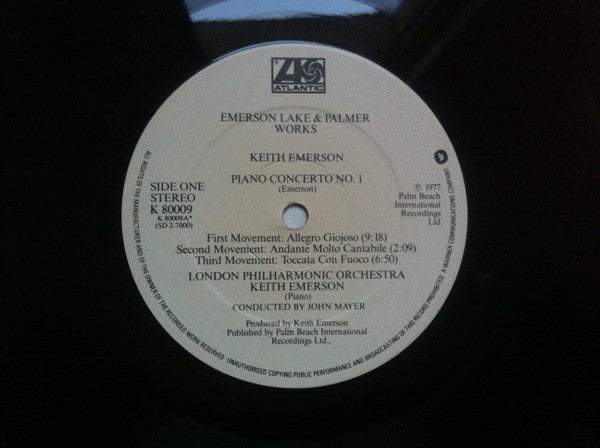 ATLANTIC
EMERSON LAKE & PALMER
WORKS
KEITH EMERSON
PIANO CONCERTO NO. 1
(Emerson)
SIDE ONE
STEREO
K 80009
K 80009A*
(SD 2-7000)
℗ 1977
Palm Beach
International
Recordings
Ltd.
First Movement: Allegro Giojoso (9:18)
Second Movement: Andante Molto Cantabile (2:09)
Third Movement: Toccata Con Fuoco (6:50)
LONDON PHILHARMONIC ORCHESTRA
KEITH EMERSON
(Piano)
CONDUCTED BY JOHN MAYER
Produced by Keith Emerson
Published by Palm Beach International
Recordings Ltd.,
ALL RIGHTS OF THE MANUFACTURER AND OF THE OWNER OF THE RECORDED WORK RESERVED UNAUTHORISED COPYING PUBLIC PERFORMANCE AND BROADCASTING OF THIS RECORD PROHIBITED A WARNER COMMUNICATIONS COMPANY